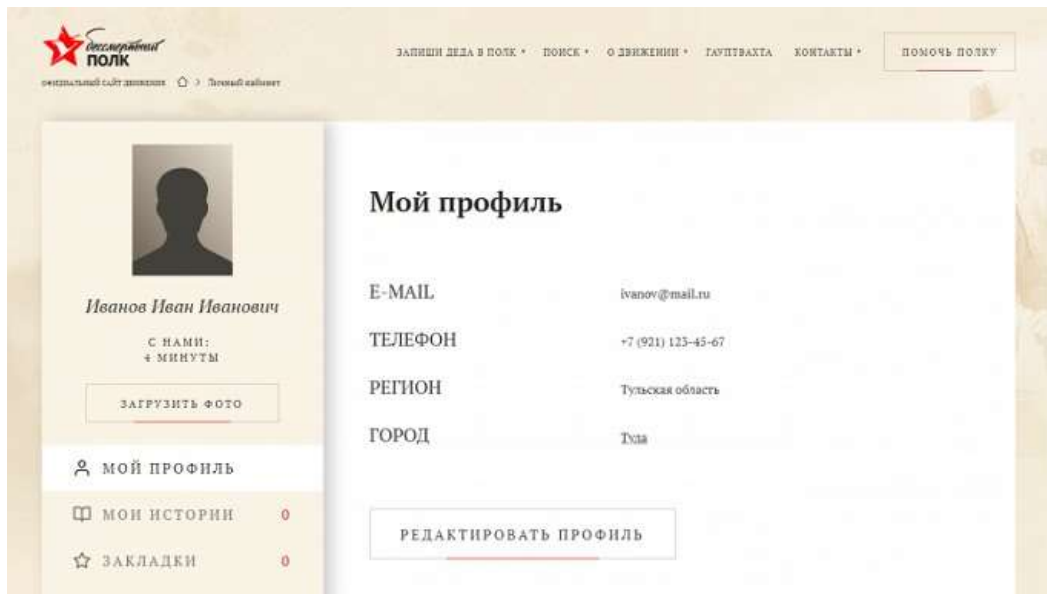 бессмертный
ПОЛК
ЗАПИШИ ДЕДА В ПОЛК
ПОИСК
О ДВИЖЕНИИ
ГАУПТВАХТА
КОНТАКТЫ
ПОМОЧЬ ПОЛКУ
ОФИЦИАЛЬНЫЙ САЙТ ДВИЖЕНИЯ > Личный кабинет
Иванов Иван Иванович
С НАМИ:
4 МИНУТЫ
ЗАГРУЗИТЬ ФОТО
МОЙ ПРОФИЛЬ
МОИ ИСТОРИИ 0
ЗАКЛАДКИ 0
Мой профиль
E-MAIL ivanov@mail.ru
ТЕЛЕФОН +7 (921) 123-45-67
РЕГИОН Тульская область
ГОРОД Тула
РЕДАКТИРОВАТЬ ПРОФИЛЬ